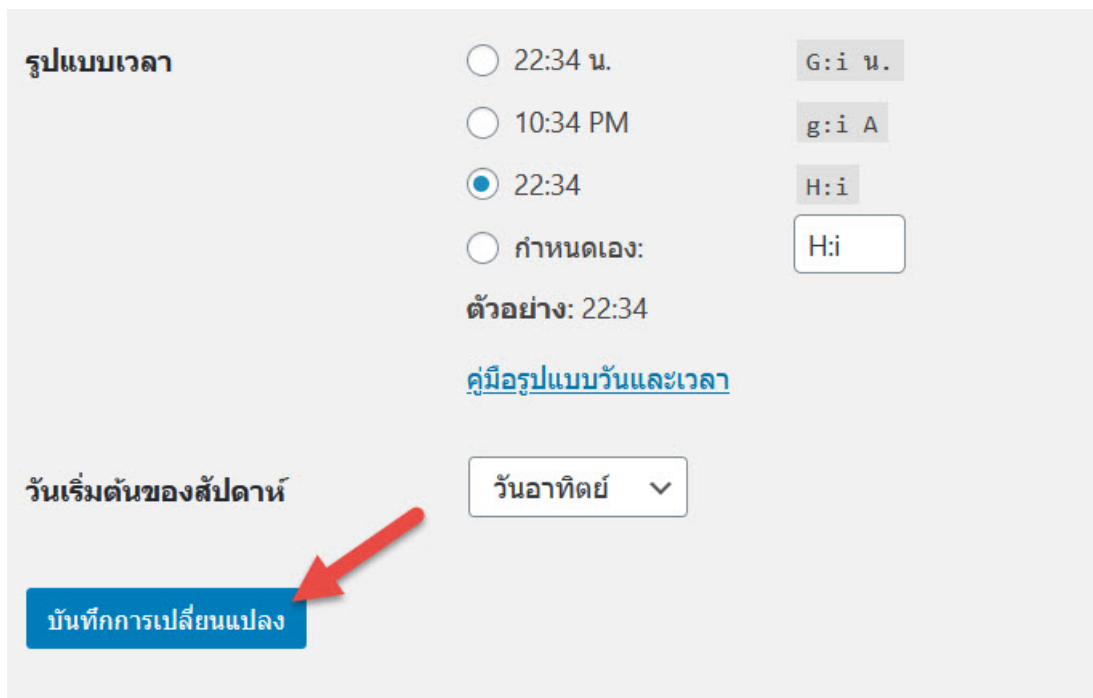 รูปแบบเวลา
22:34 น. G:i น.
10:34 PM g:i A
22:34 H:i
กำหนดเอง: H:i
ตัวอย่าง: 22:34
คู่มือรูปแบบวันและเวลา
วันเริ่มต้นของสัปดาห์ วันอาทิตย์
บันทึกการเปลี่ยนแปลง